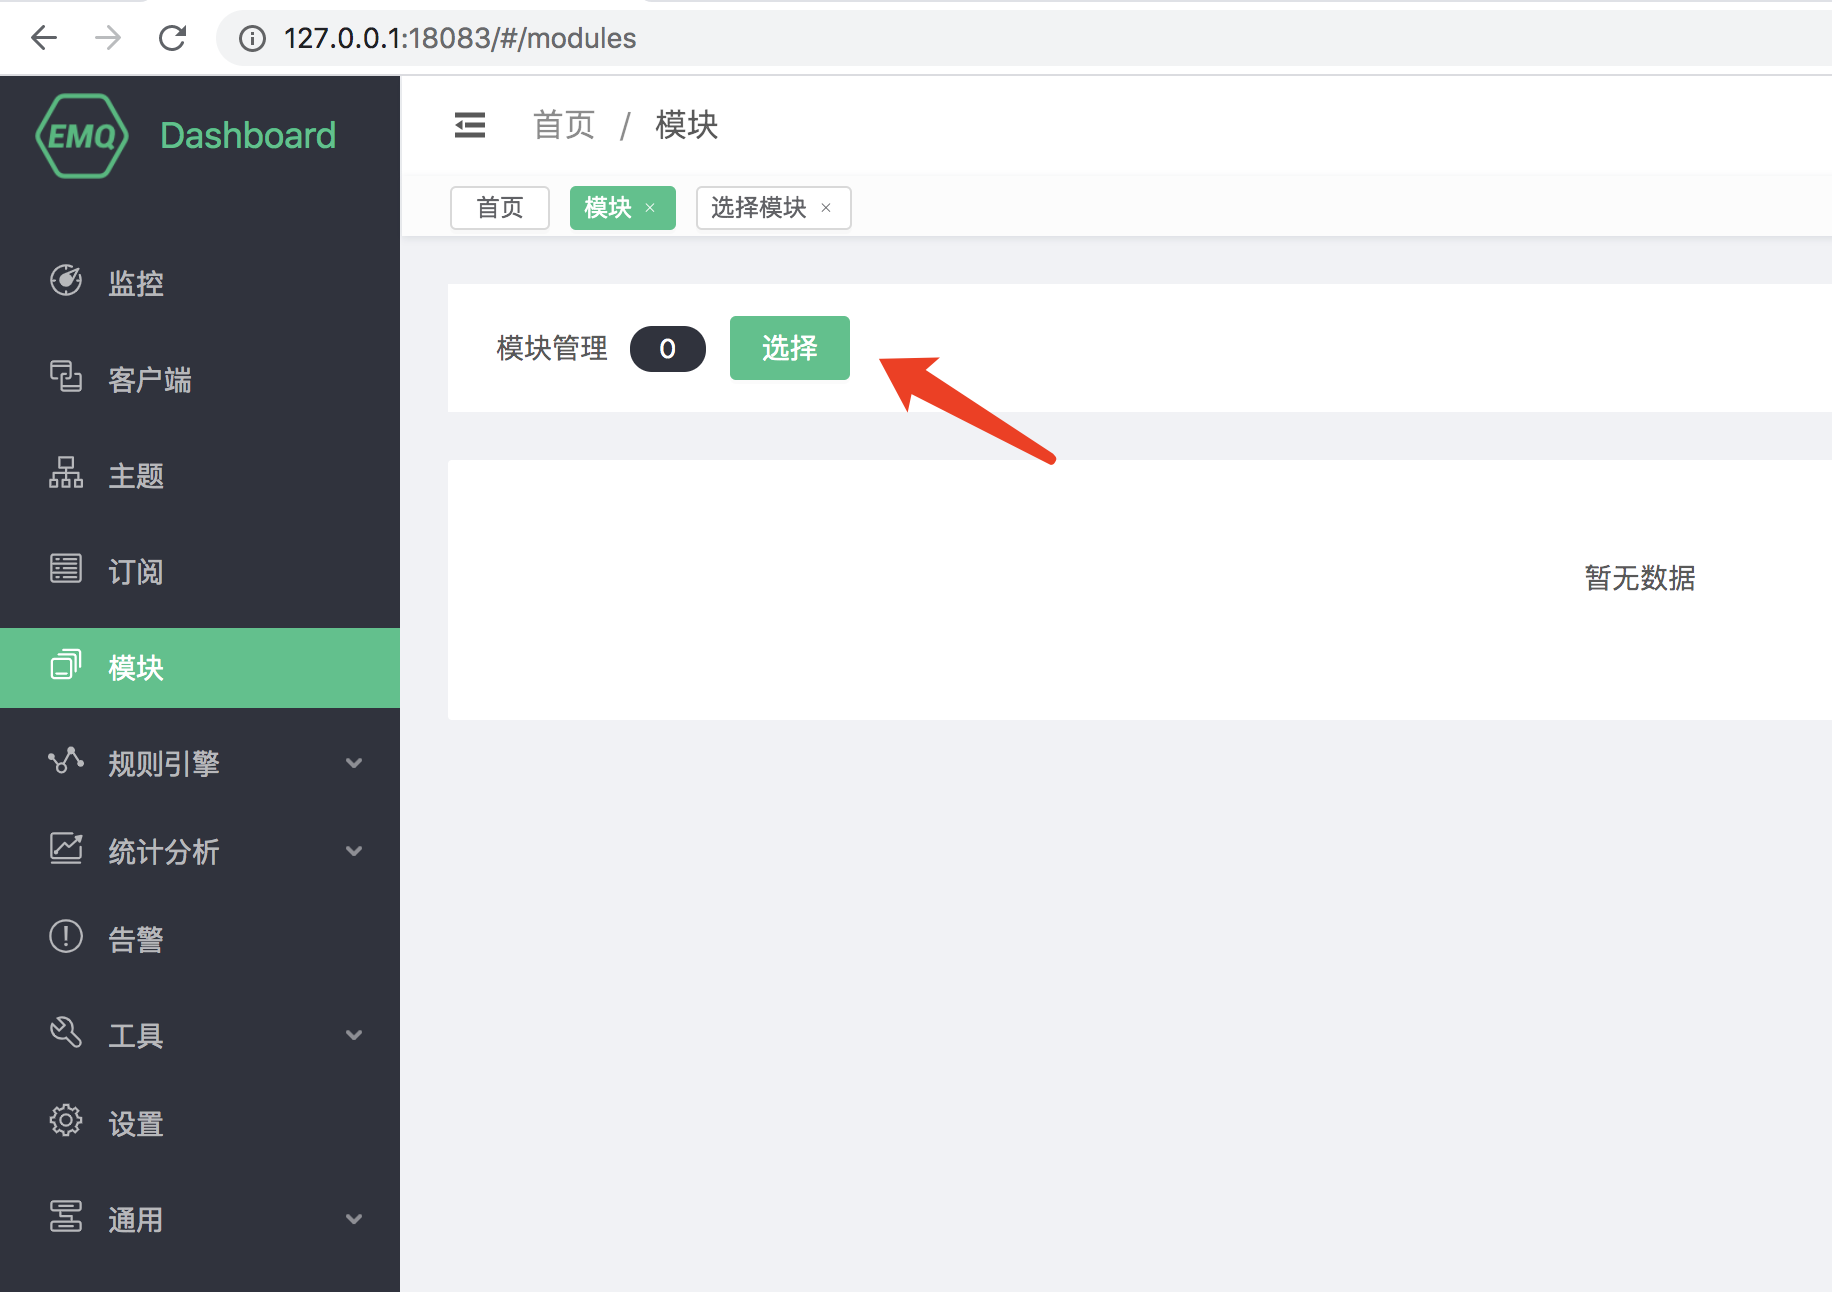 127.0.0.1:18083/#/modules
EMQ Dashboard
首页 / 模块
首页 模块 × 选择模块 ×
监控
客户端
主题
订阅
模块
规则引擎
统计分析
告警
工具
设置
通用
模块管理 0 选择
暂无数据